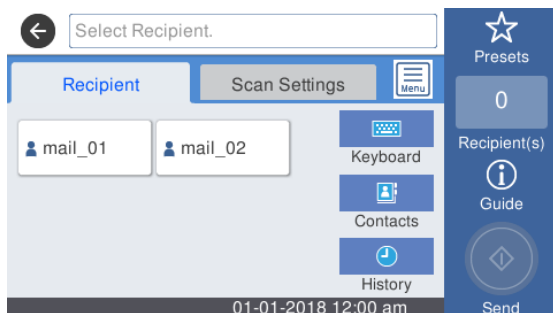 Select Recipient.
Presets
Recipient
Scan Settings
Menu
0
Recipient(s)
mail_01
mail_02
Keyboard
Guide
Contacts
History
01-01-2018 12:00 am
Send